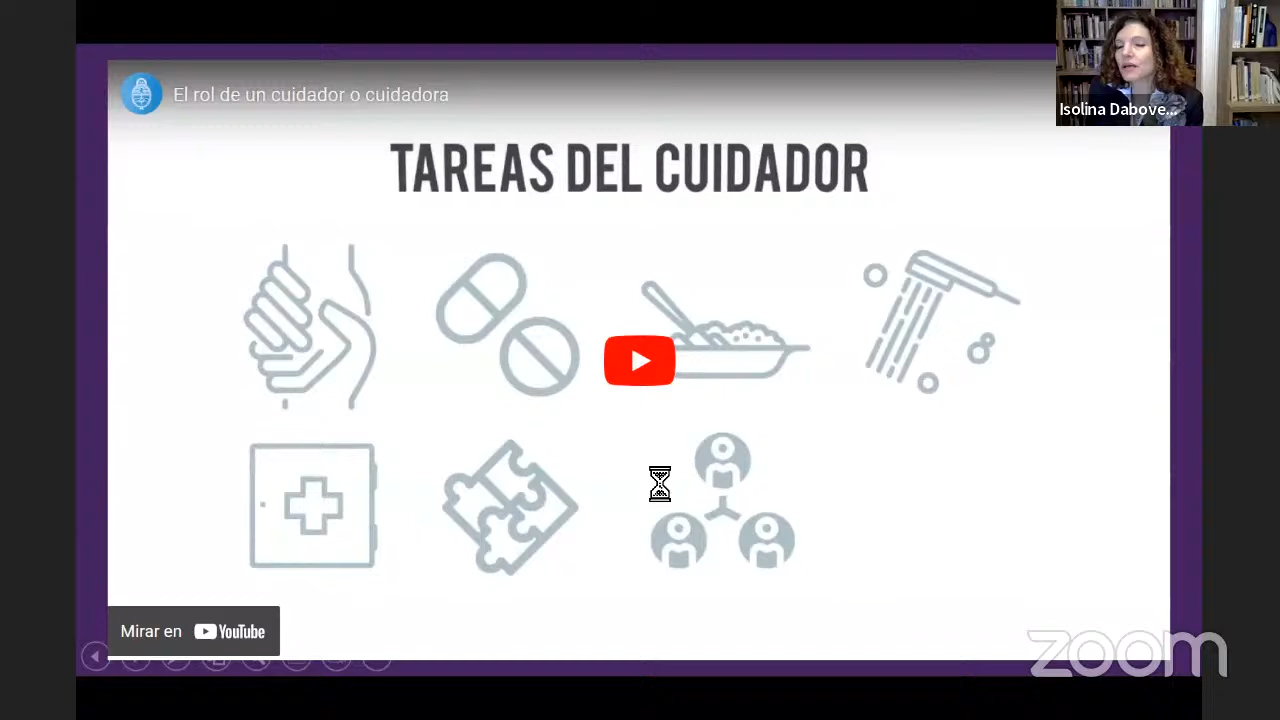 El rol de un cuidador o cuidadora
Isolina Dabove...
TAREAS DEL CUIDADOR
Mirar en YouTube
zoom